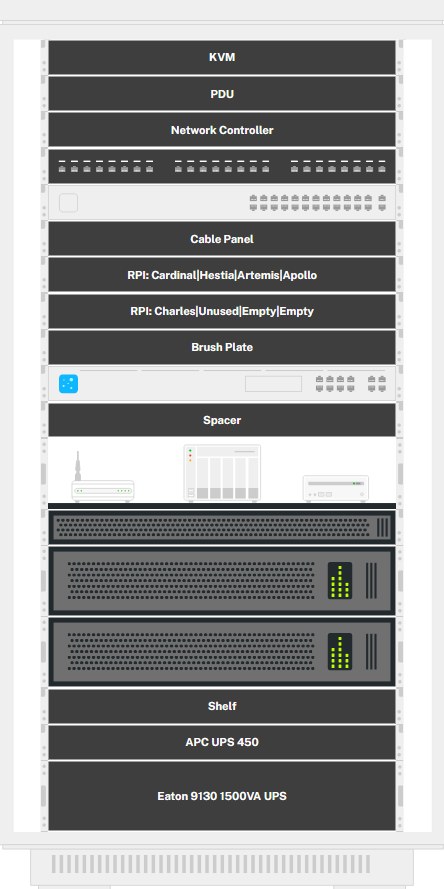 KVM
PDU
Network Controller
Cable Panel
RPI: Cardinal|Hestia|Artemis|Apollo
RPI: Charles|Unused|Empty|Empty
Brush Plate
Spacer
Shelf
APC UPS 450
Eaton 9130 1500VA UPS